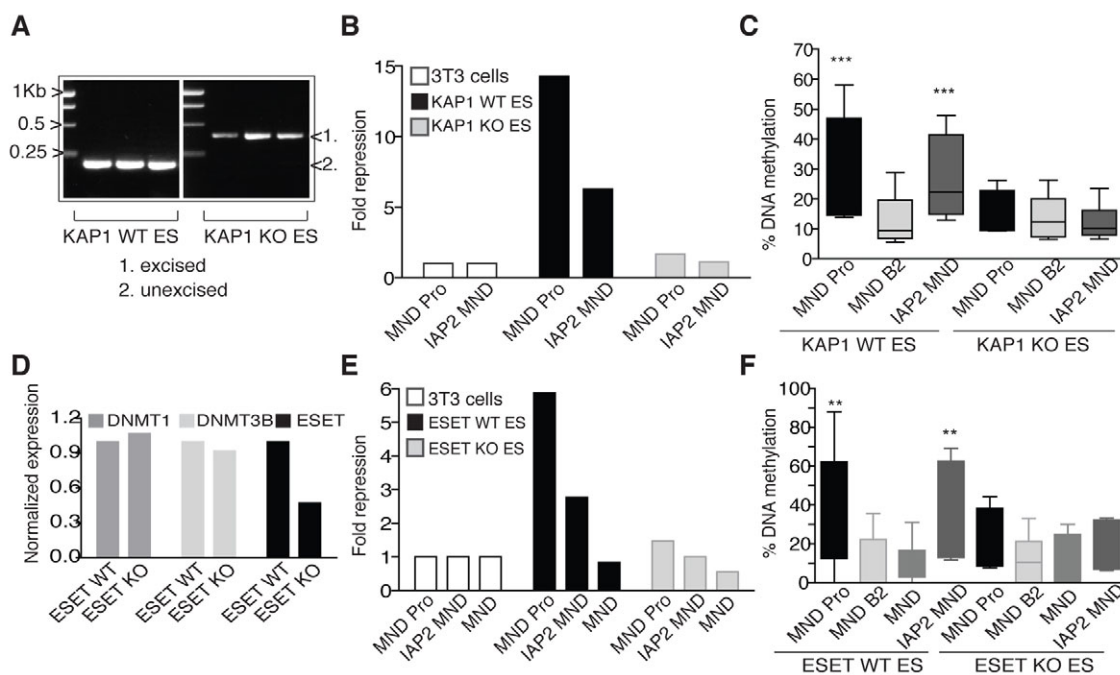 A
1Kb >
0.5 >
0.25 >
<1.
<2.
KAP1 WT ES
KAP1 KO ES
1. excised
2. unexcised
B
Fold repression
15
10
5
0
3T3 cells
KAP1 WT ES
KAP1 KO ES
MND Pro
IAP2 MND
MND Pro
IAP2 MND
MND Pro
IAP2 MND
C
% DNA methylation
70
60
50
40
30
20
10
0
***
***
MND Pro
MND B2
IAP2 MND
MND Pro
MND B2
IAP2 MND
KAP1 WT ES
KAP1 KO ES
D
Normalized expression
1.2
0.9
0.6
0.3
0.0
DNMT1
DNMT3B
ESET
ESET WT
ESET KO
ESET WT
ESET KO
ESET WT
ESET KO
E
Fold repression
6
5
4
3
2
1
0
3T3 cells
ESET WT ES
ESET KO ES
MND Pro
IAP2 MND
MND
MND Pro
IAP2 MND
MND
MND Pro
IAP2 MND
MND
F
% DNA methylation
100
80
60
40
20
0
**
**
MND Pro
MND B2
MND
IAP2 MND
MND Pro
MND B2
MND
IAP2 MND
ESET WT ES
ESET KO ES